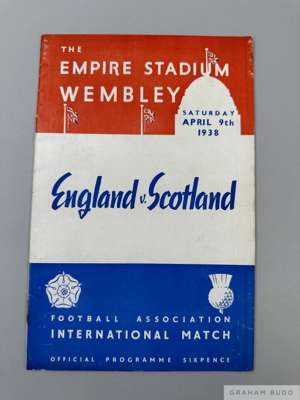 THE
EMPIRE STADIUM
WEMBLEY
SATURDAY
APRIL 9th
1938
England v. Scotland
FOOTBALL ASSOCIATION
INTERNATIONAL MATCH
OFFICIAL PROGRAMME SIXPENCE
GRAHAM BUDD